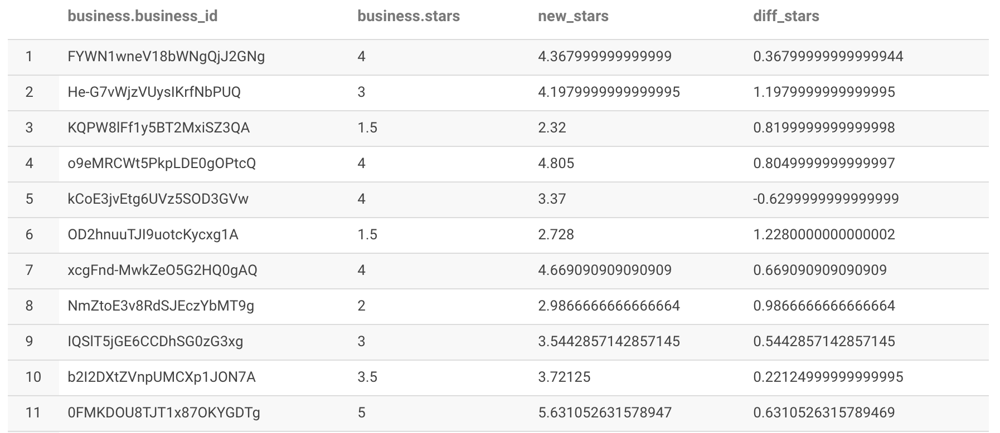 business.business_id business.stars new_stars diff_stars
1 FYWN1wneV18bWNgQjJ2GNg 4 4.367999999999999 0.36799999999999944
2 He-G7vWjzVUysIKrfNbPUQ 3 4.1979999999999995 1.1979999999999995
3 KQPW8lFf1y5BT2MxiSZ3QA 1.5 2.32 0.8199999999999998
4 o9eMRCWt5PkpLDE0gOPtcQ 4 4.805 0.8049999999999997
5 kCoE3jvEtg6UVz5SOD3GVw 4 3.37 -0.6299999999999999
6 OD2hnuuTJI9uotcKycxg1A 1.5 2.728 1.2280000000000002
7 xcgFnd-MwkZeO5G2HQ0gAQ 4 4.669090909090909 0.669090909090909
8 NmZtoE3v8RdSJEczYbMT9g 2 2.9866666666666664 0.9866666666666664
9 IQSlT5jGE6CCDhSG0zG3xg 3 3.5442857142857145 0.5442857142857145
10 b2I2DXtZVnpUMCXp1JON7A 3.5 3.72125 0.22124999999999995
11 0FMKDOU8TJT1x87OKYGDTg 5 5.631052631578947 0.6310526315789469